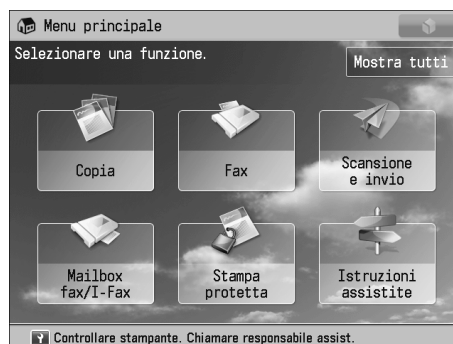 Menu principale
Selezionare una funzione.
Mostra tutti
Copia
Fax
Scansione
e invio
Mailbox
fax/I-Fax
Stampa
protetta
Istruzioni
assistite
Controllare stampante. Chiamare responsabile assist.